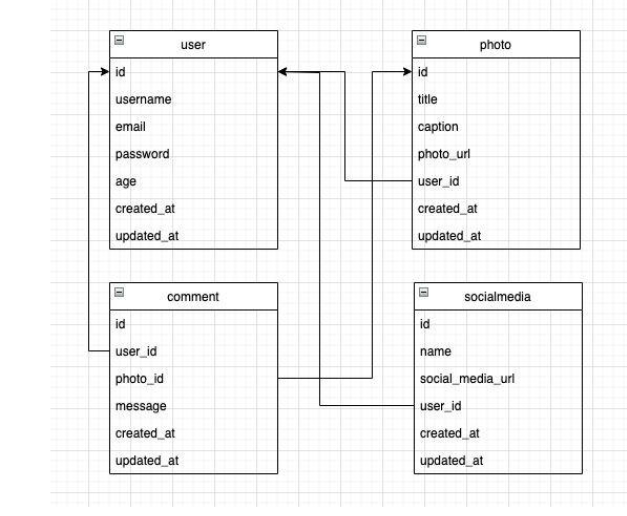 user
id
username
email
password
age
created_at
updated_at
photo
id
title
caption
photo_url
user_id
created_at
updated_at
comment
id
user_id
photo_id
message
created_at
updated_at
socialmedia
id
name
social_media_url
user_id
created_at
updated_at